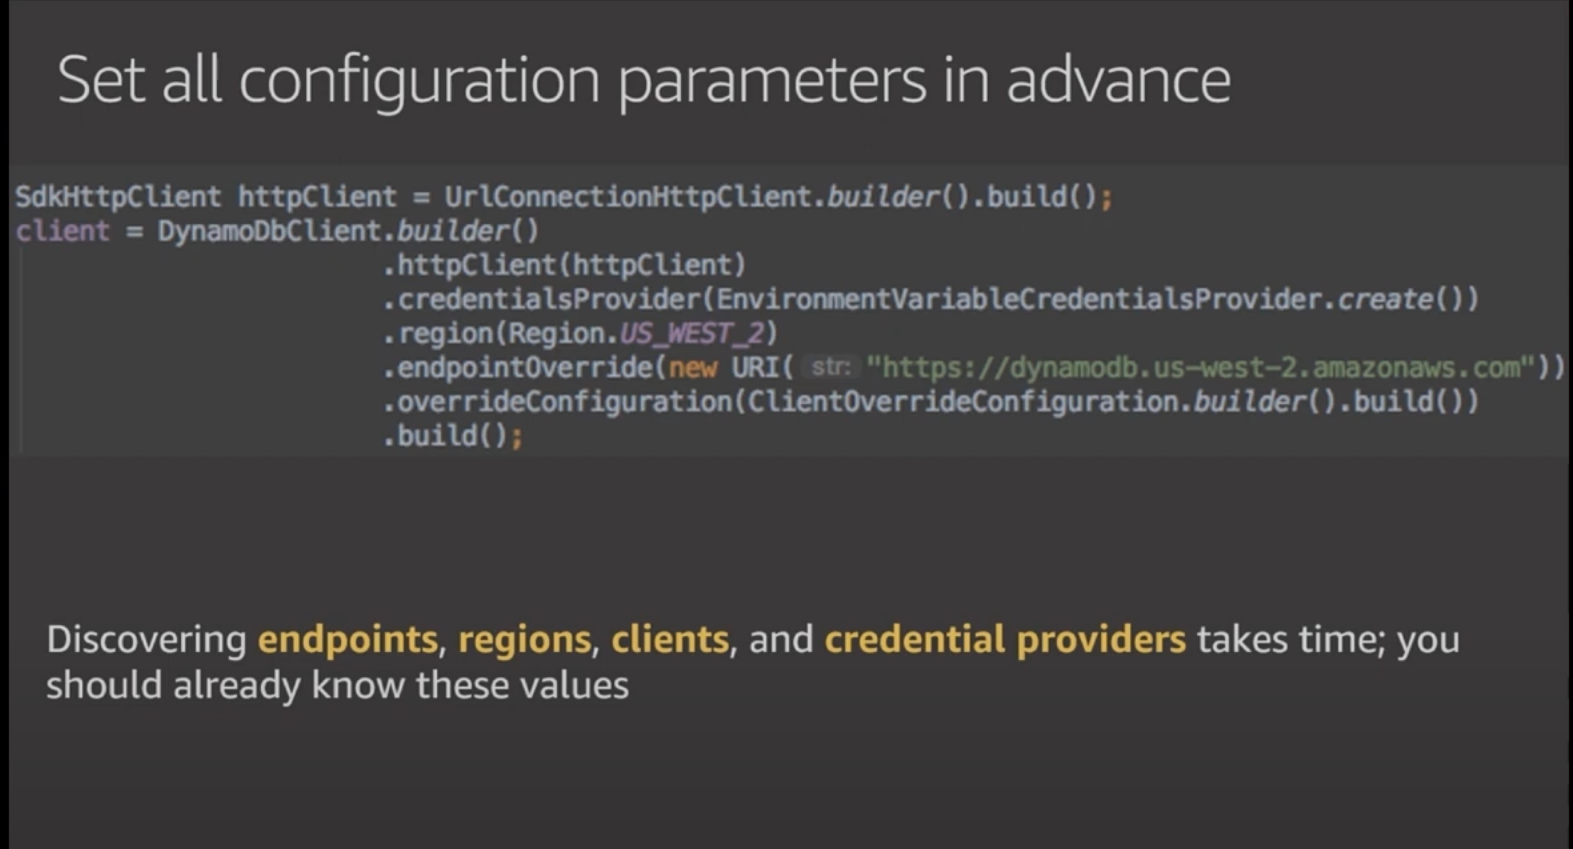 Set all configuration parameters in advance
SdkHttpClient httpClient = UrlConnectionHttpClient.builder().build();
client = DynamoDbClient.builder()
.httpClient(httpClient)
.credentialsProvider(EnvironmentVariableCredentialsProvider.create())
.region(Region.US_WEST_2)
.endpointOverride(new URI( str: "https://dynamodb.us-west-2.amazonaws.com"))
.overrideConfiguration(ClientOverrideConfiguration.builder().build())
.build();
Discovering endpoints, regions, clients, and credential providers takes time; you
should already know these values